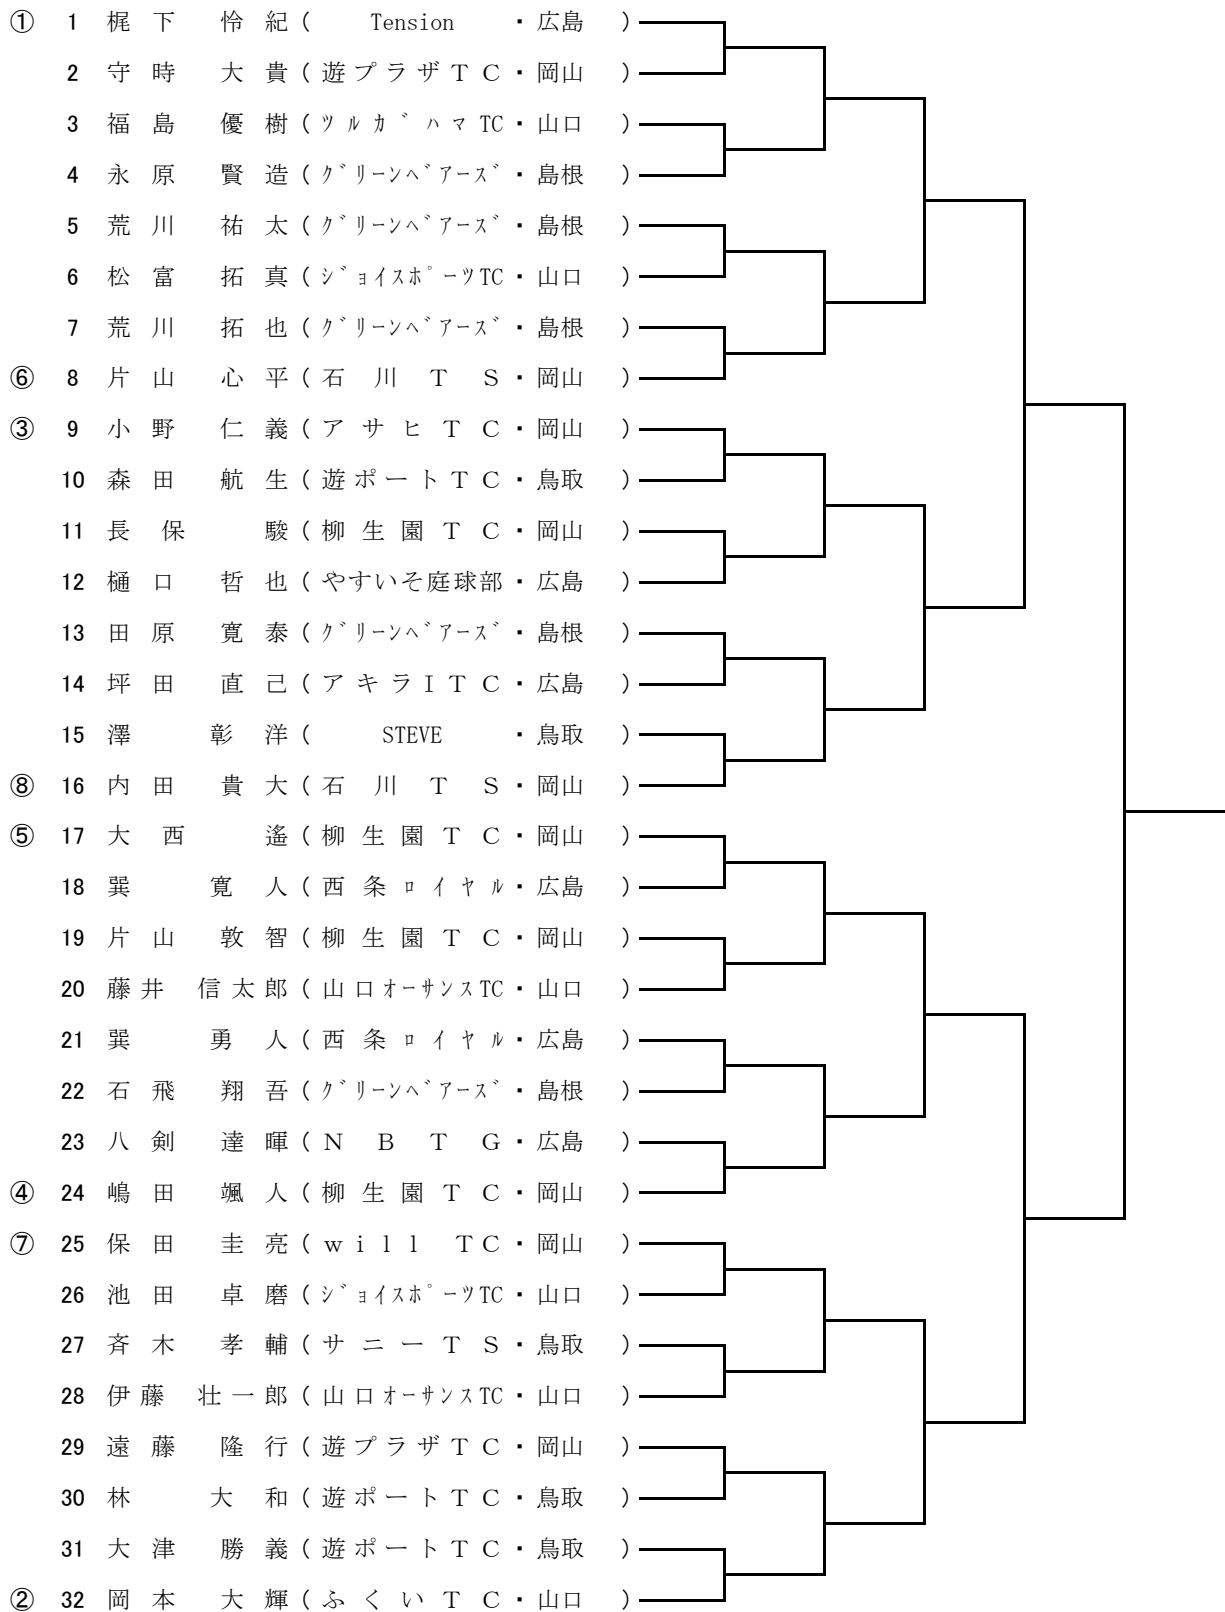 ① 1 梶下 怜紀 ( Tension ・ 広島 )
2 守時 大貴 ( 遊プラザTC ・ 岡山 )
3 福島 優樹 ( ツルガハマTC ・ 山口 )
4 永原 賢造 ( グリーンベアーズ ・ 島根 )
5 荒川 祐太 ( グリーンベアーズ ・ 島根 )
6 松富 拓真 ( ジョイスポーツTC ・ 山口 )
7 荒川 拓也 ( グリーンベアーズ ・ 島根 )
⑥ 8 片山 心平 ( 石川TS ・ 岡山 )
③ 9 小野 仁義 ( アサヒTC ・ 岡山 )
10 森田 航生 ( 遊ポートTC ・ 鳥取 )
11 長保 駿 ( 柳生園TC ・ 岡山 )
12 樋口 哲也 ( やすいそ庭球部 ・ 広島 )
13 田原 寛泰 ( グリーンベアーズ ・ 島根 )
14 坪田 直己 ( アキラITC ・ 広島 )
15 澤 彰洋 ( STEVE ・ 鳥取 )
⑧ 16 内田 貴大 ( 石川TS ・ 岡山 )
⑤ 17 大西 遙 ( 柳生園TC ・ 岡山 )
18 巽 寛人 ( 西条ロイヤル ・ 広島 )
19 片山 敦智 ( 柳生園TC ・ 岡山 )
20 藤井 信太郎 ( 山口オーサンスTC ・ 山口 )
21 巽 勇人 ( 西条ロイヤル ・ 広島 )
22 石飛 翔吾 ( グリーンベアーズ ・ 島根 )
23 八剣 達暉 ( NBTG ・ 広島 )
④ 24 嶋田 颯人 ( 柳生園TC ・ 岡山 )
⑦ 25 保田 圭亮 ( will TC ・ 岡山 )
26 池田 卓磨 ( ジョイスポーツTC ・ 山口 )
27 斉木 孝輔 ( サニーTS ・ 鳥取 )
28 伊藤 壮一郎 ( 山口オーサンスTC ・ 山口 )
29 遠藤 隆行 ( 遊プラザTC ・ 岡山 )
30 林 大和 ( 遊ポートTC ・ 鳥取 )
31 大津 勝義 ( 遊ポートTC ・ 鳥取 )
② 32 岡本 大輝 ( ふくいTC ・ 山口 )